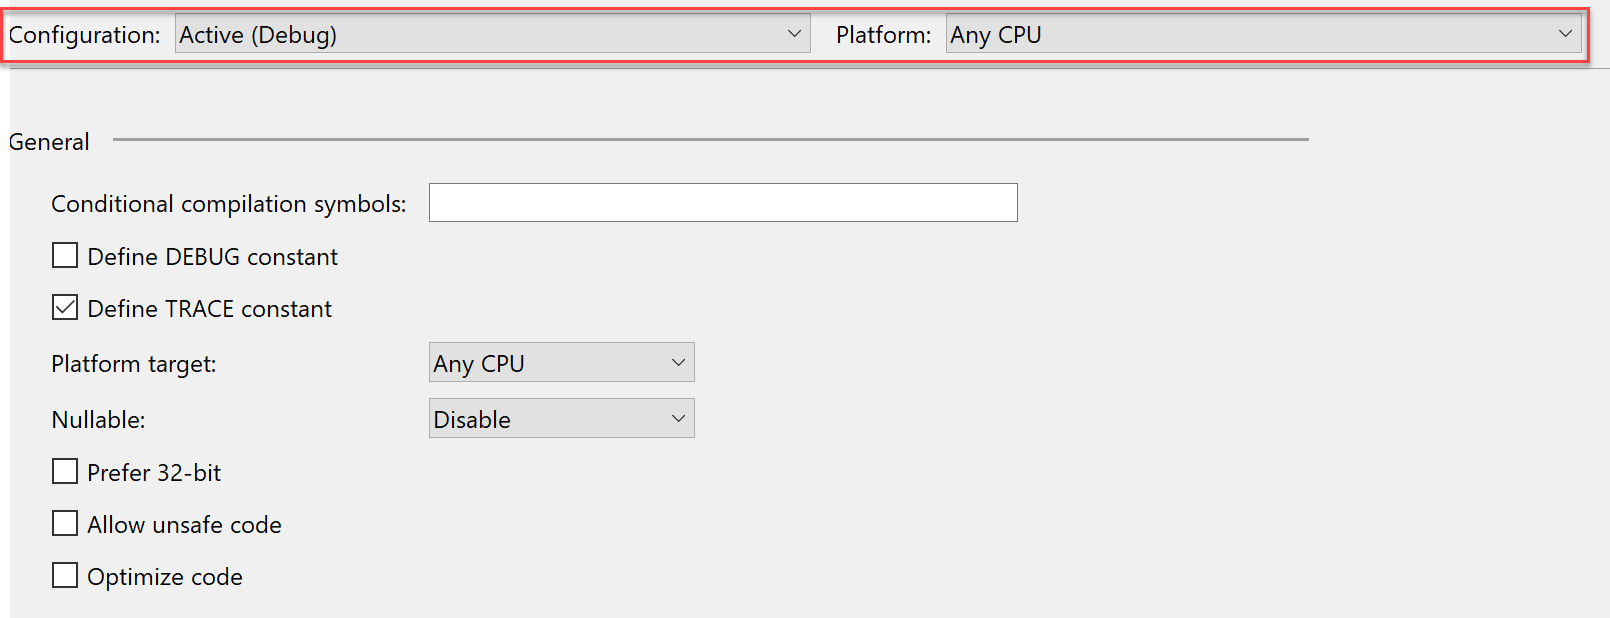 Configuration: Active (Debug) Platform: Any CPU
General
Conditional compilation symbols:
Define DEBUG constant
Define TRACE constant
Platform target: Any CPU
Nullable: Disable
Prefer 32-bit
Allow unsafe code
Optimize code